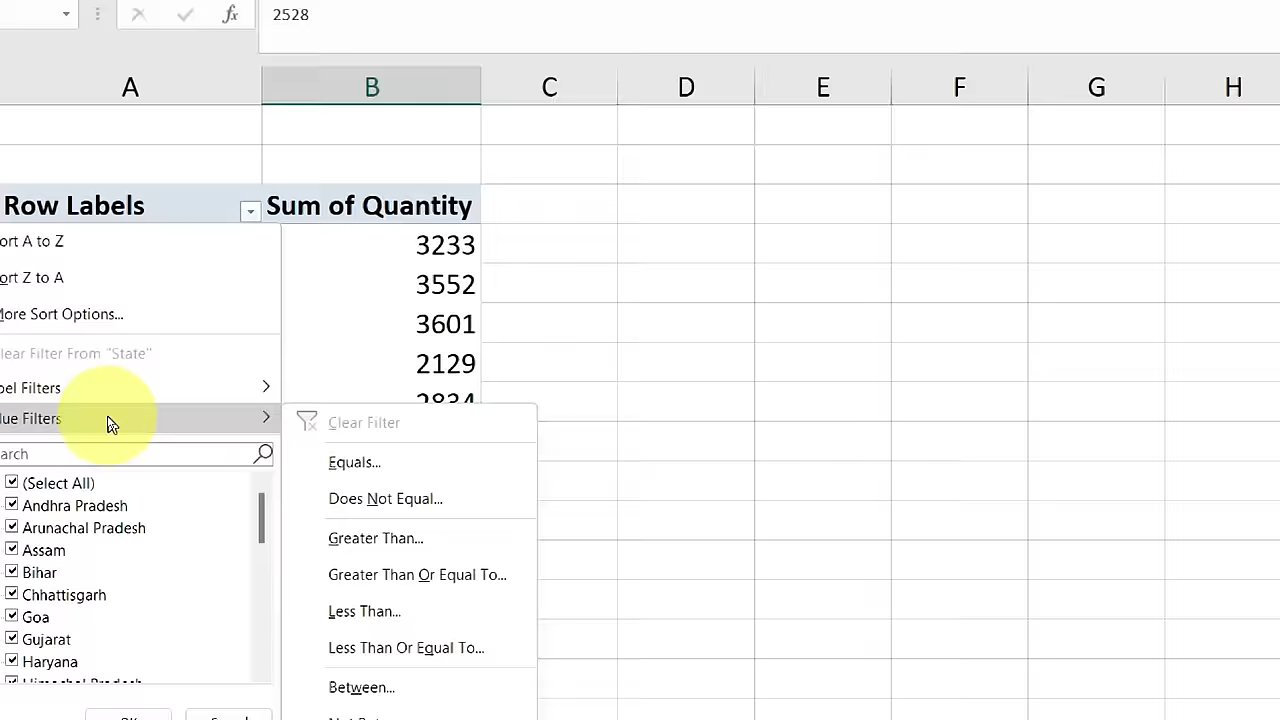 2528
A B C D E F G H
Row Labels Sum of Quantity
ort A to Z 3233
ort Z to A 3552
More Sort Options... 3601
lear Filter From "State"
2129
bel Filters
2834
lue Filters
Clear Filter
arch
Equals...
(Select All)
Does Not Equal...
Andhra Pradesh
Arunachal Pradesh
Greater Than...
Assam
Bihar
Greater Than Or Equal To...
Chhattisgarh
Less Than...
Goa
Gujarat
Less Than Or Equal To...
Haryana
Himachal Pradesh
Between...